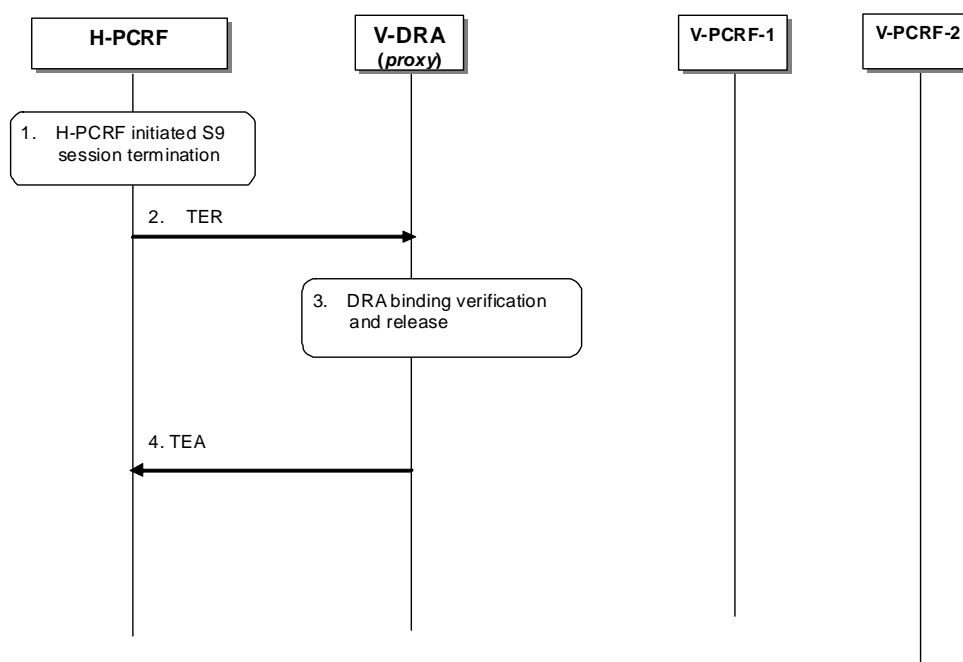 H-PCRF
V-DRA
(proxy)
V-PCRF-1
V-PCRF-2
1. H-PCRF initiated S9
session termination
2. TER
3. DRA binding verification
and release
4. TEA